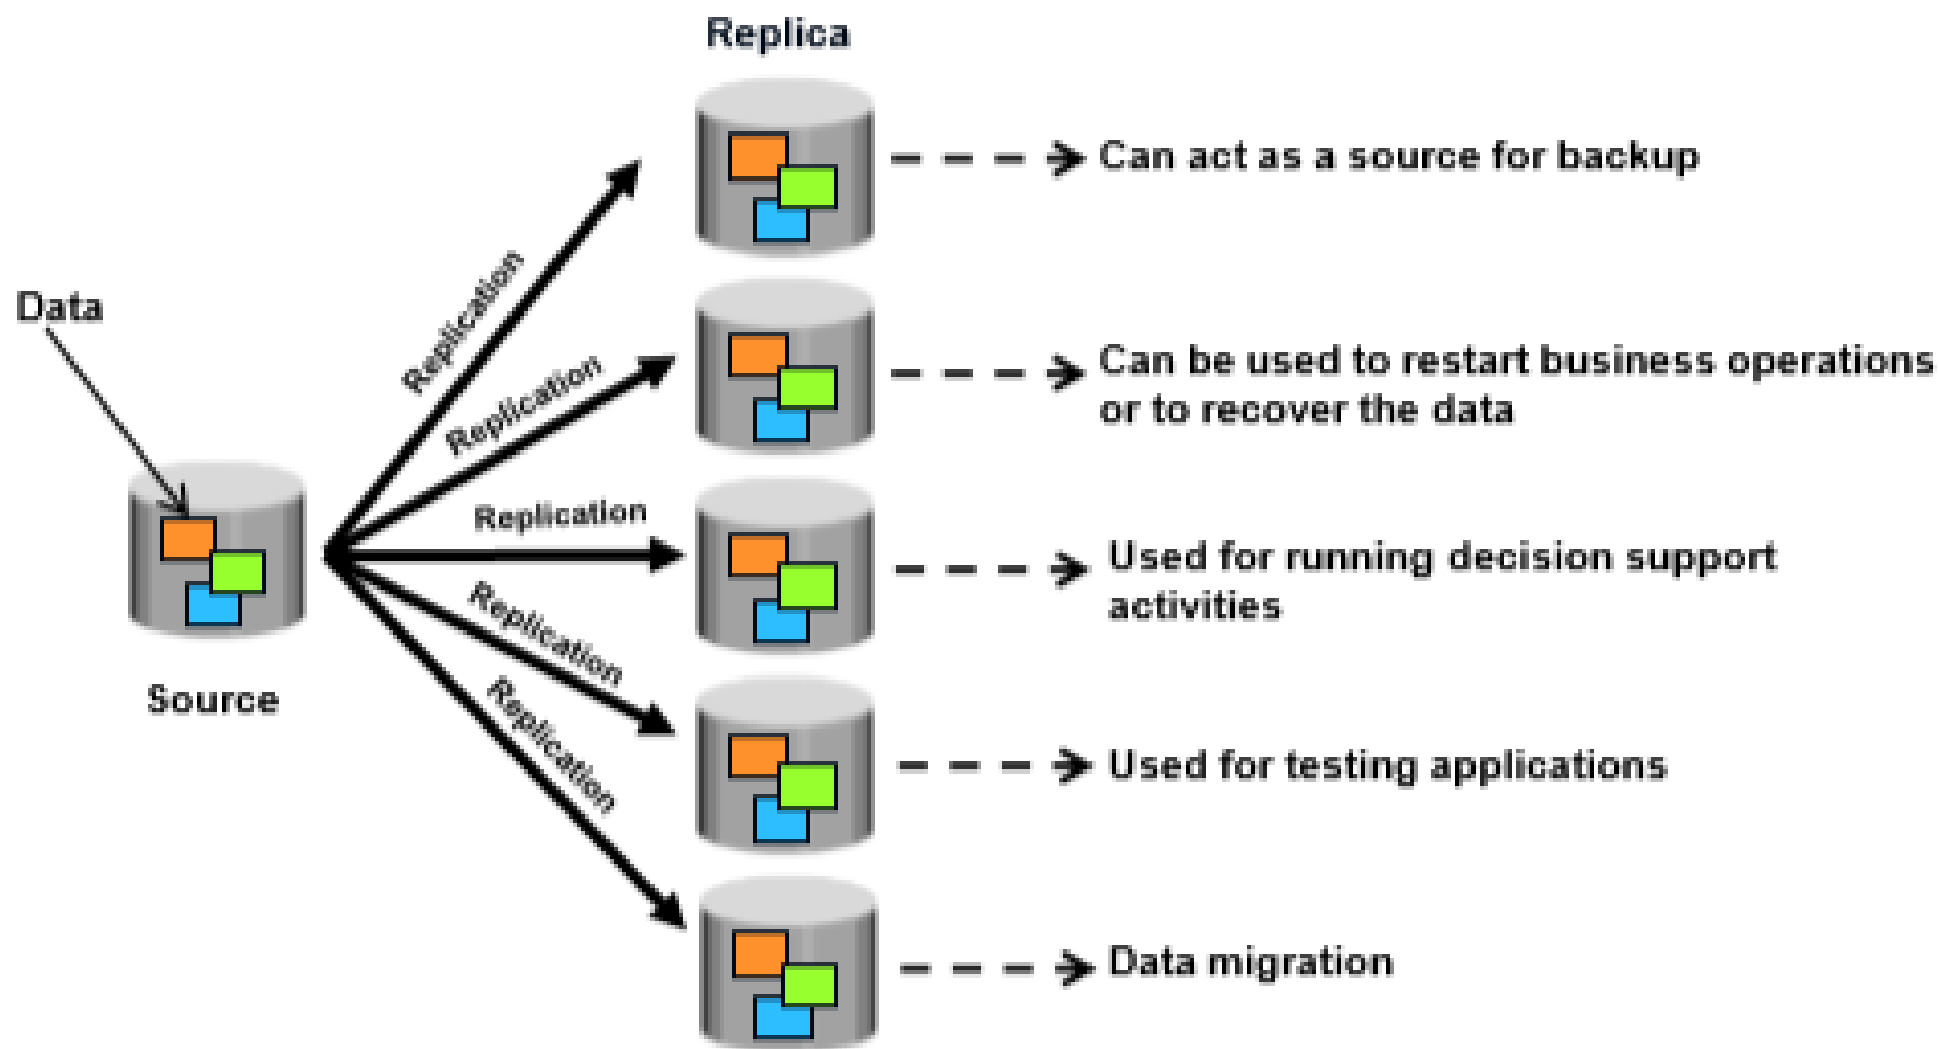 Replica
Can act as a source for backup
Replication
Data
Replication
Can be used to restart business operations
or to recover the data
Replication
Used for running decision support
activities
Replication
Source
Replication
Used for testing applications
Data migration